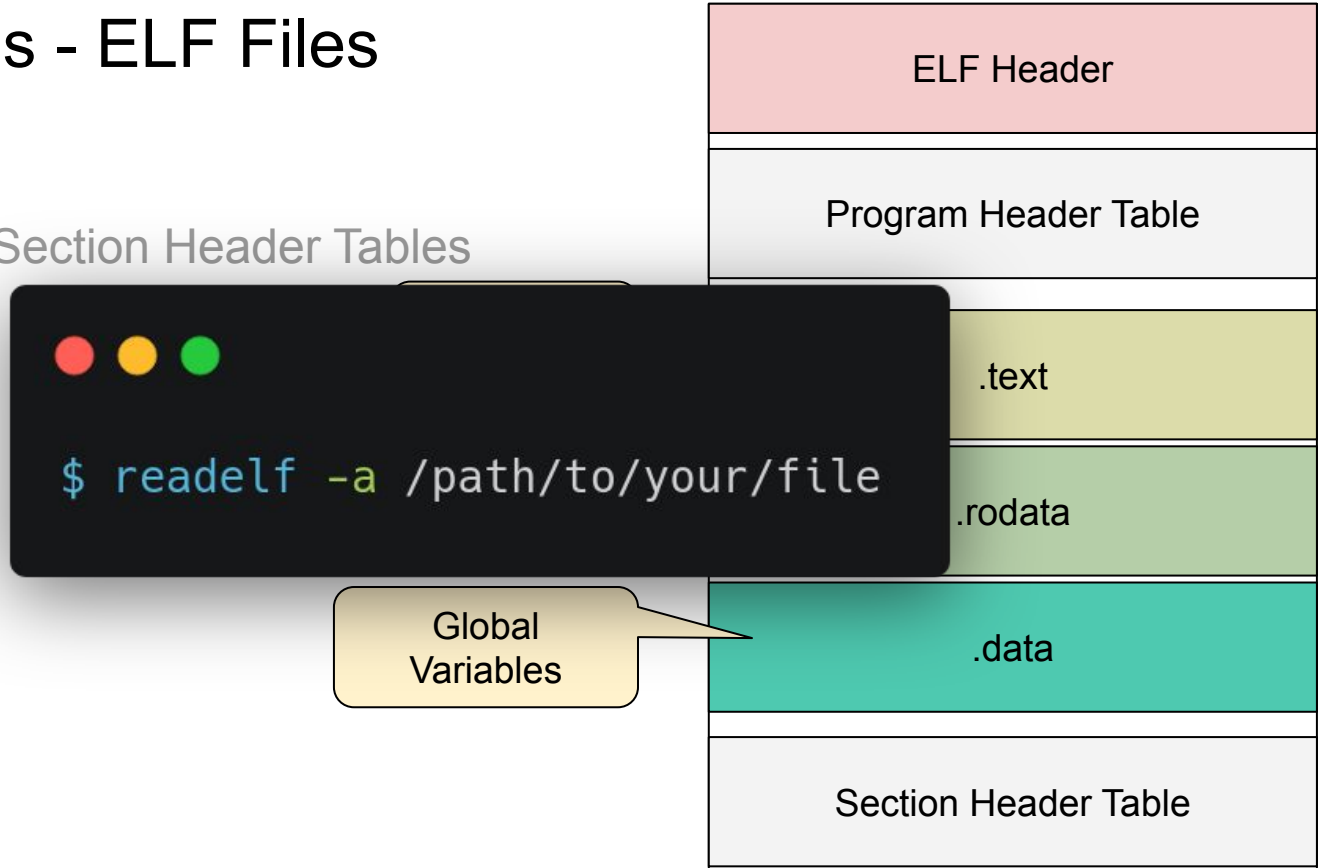 s - ELF Files
ELF Header
Program Header Table
Section Header Tables
.text
$ readelf -a /path/to/your/file
.rodata
Global
Variables
.data
Section Header Table